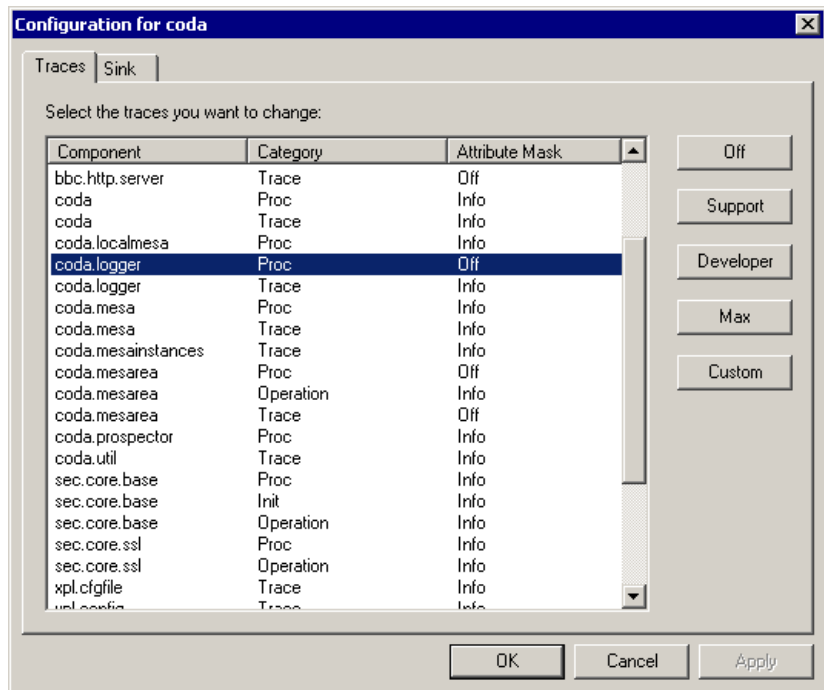 Configuration for coda
Traces Sink
Select the traces you want to change:
Component Category Attribute Mask
bbc.http.server Trace Off
coda Proc Info
coda Trace Info
coda.localmesa Proc Info
coda.logger Proc Off
coda.logger Trace Info
coda.mesa Proc Info
coda.mesa Trace Info
coda.mesainstances Trace Info
coda.mesarea Proc Off
coda.mesarea Operation Info
coda.mesarea Trace Off
coda.prospector Proc Info
coda.util Trace Info
sec.core.base Proc Info
sec.core.base Init Info
sec.core.base Operation Info
sec.core.ssl Proc Info
sec.core.ssl Operation Info
xpl.cfgfile Trace Info
xpl.config Trace Info
Off
Support
Developer
Max
Custom
OK Cancel Apply